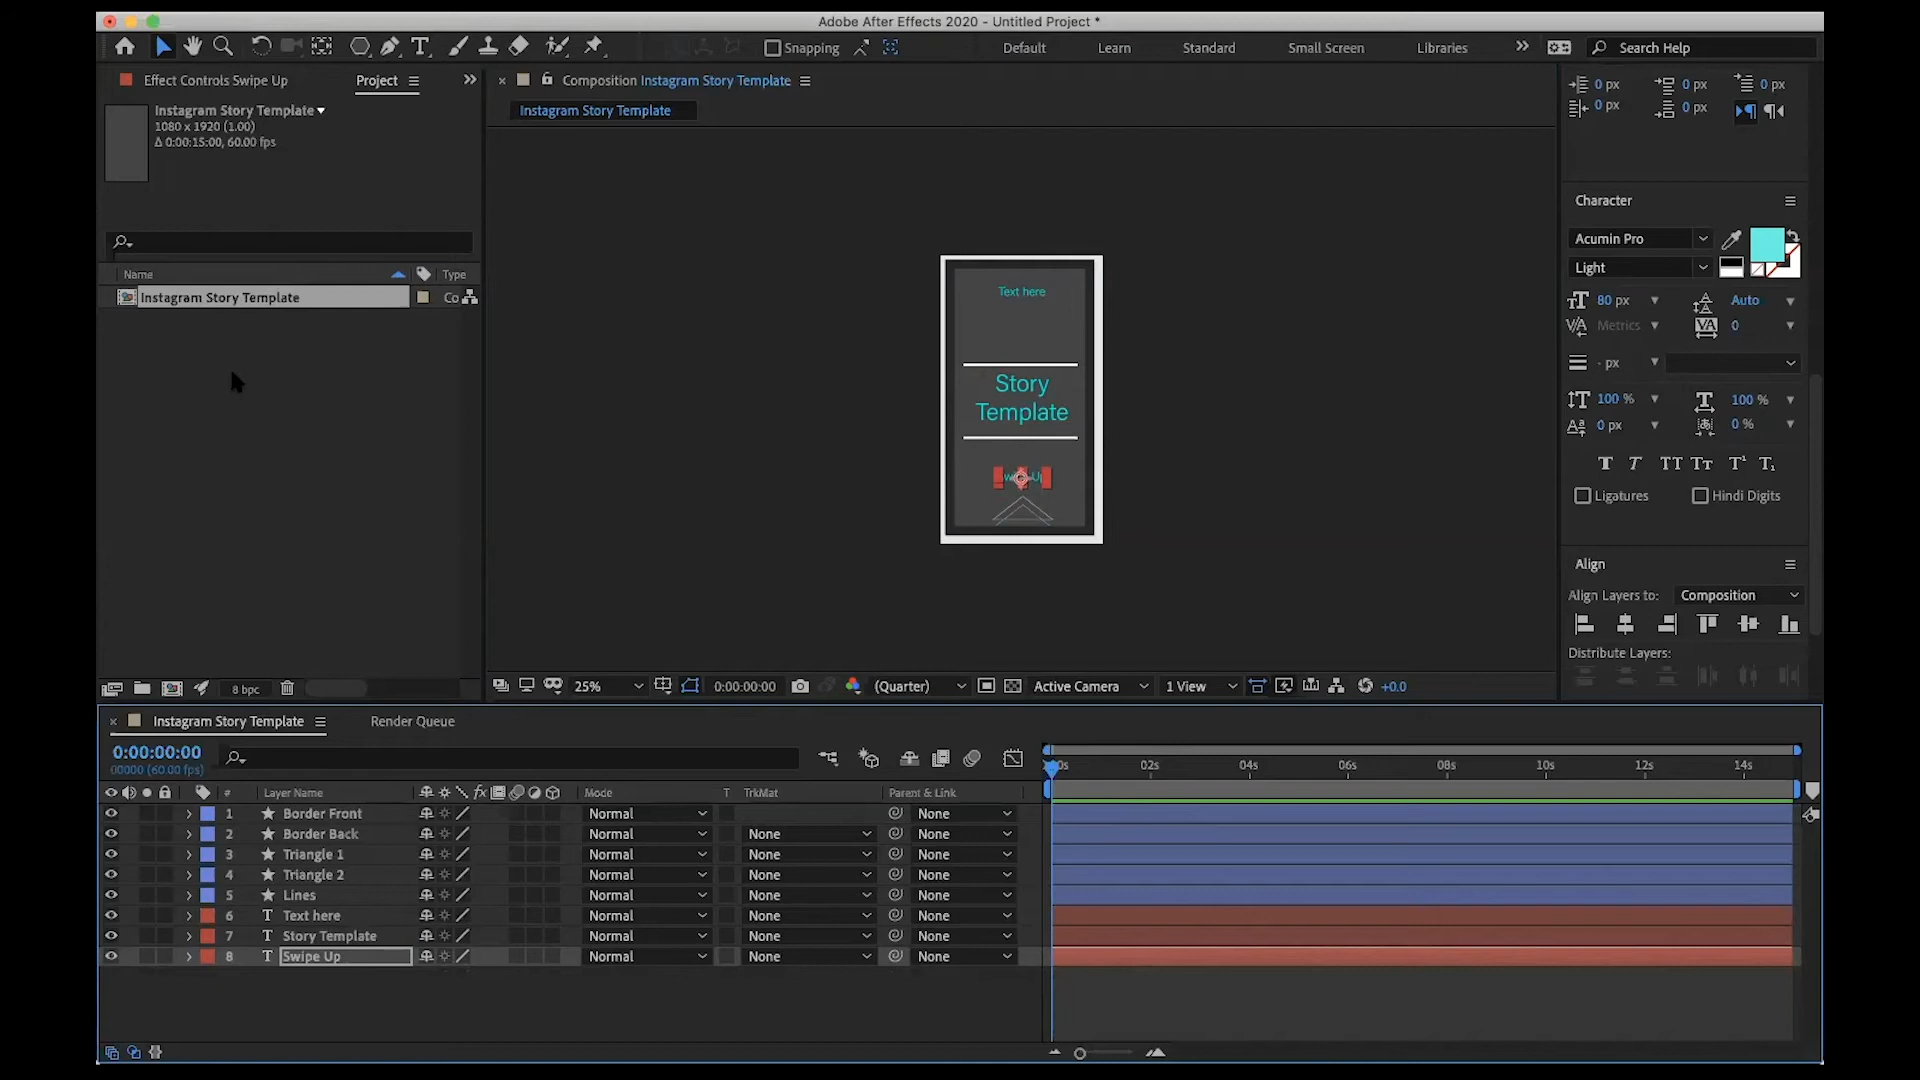 Adobe After Effects 2020 - Untitled Project *
Snapping
Default
Learn
Standard
Small Screen
Libraries
Search Help
Effect Controls Swipe Up
Project
Composition Instagram Story Template
Instagram Story Template
1080 x 1920 (1.00)
Δ 0:00:15:00, 60.00 fps
Instagram Story Template
0 px
0 px
0 px
0 px
0 px
Character
Acumin Pro
Light
Name
Type
Instagram Story Template
Co
Text here
Story
Template
80 px
Auto
Metrics
0
- px
100 %
100 %
0 px
0 %
Ligatures
Hindi Digits
Align
Align Layers to:
Composition
Distribute Layers:
8 bpc
25%
0:00:00:00
(Quarter)
Active Camera
1 View
+0.0
Instagram Story Template
Render Queue
0:00:00:00
00000 (60.00 fps)
02s
04s
06s
08s
10s
12s
14s
#
Layer Name
Mode
T
TrkMat
Parent & Link
1 Border Front Normal None
2 Border Back Normal None None
3 Triangle 1 Normal None None
4 Triangle 2 Normal None None
5 Lines Normal None None
6 T Text here Normal None None
7 T Story Template Normal None None
8 T Swipe Up Normal None None